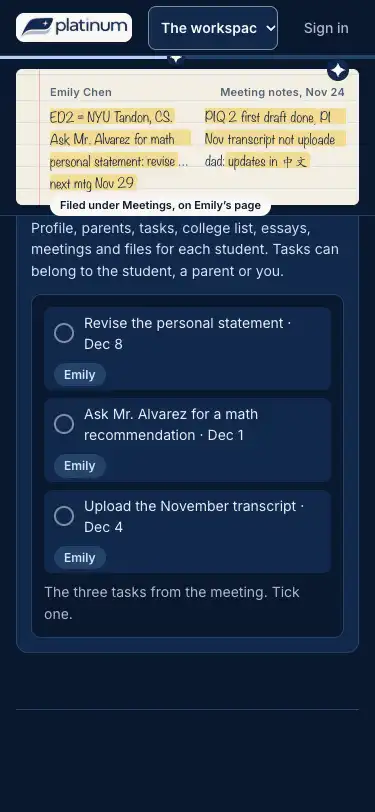 platinum
The workspac
Sign in
Emily Chen
Meeting notes, Nov 24
ED2 = NYU Tandon, CS.
Ask Mr. Alvarez for math
personal statement: revise ...
next mtg Nov 29
PIQ 2 first draft done, PI
Nov transcript not uploade
dad: updates in 中文
Filed under Meetings, on Emily's page
Profile, parents, tasks, college list, essays,
meetings and files for each student. Tasks can
belong to the student, a parent or you.
Revise the personal statement ·
Dec 8
Emily
Ask Mr. Alvarez for a math
recommendation · Dec 1
Emily
Upload the November transcript ·
Dec 4
Emily
The three tasks from the meeting. Tick
one.